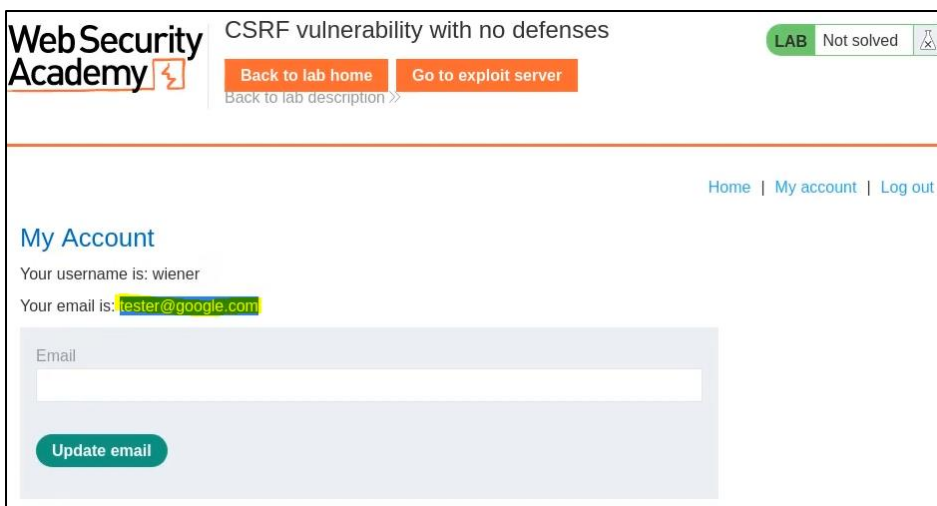 Web Security
Academy
CSRF vulnerability with no defenses
LAB Not solved
Back to lab home Go to exploit server
Back to lab description >>
Home | My account | Log out
My Account
Your username is: wiener
Your email is: tester@google.com
Email
Update email